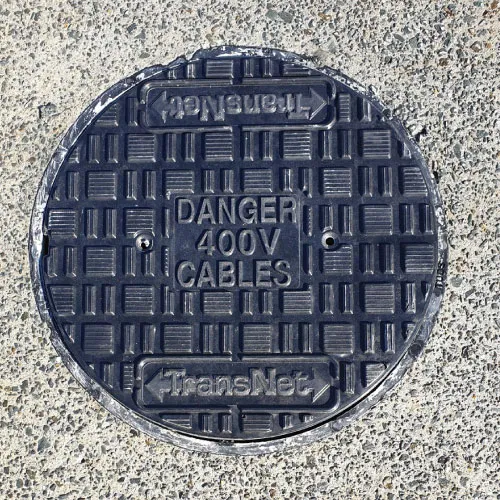 TransNet
DANGER
400V
CABLES
TransNet